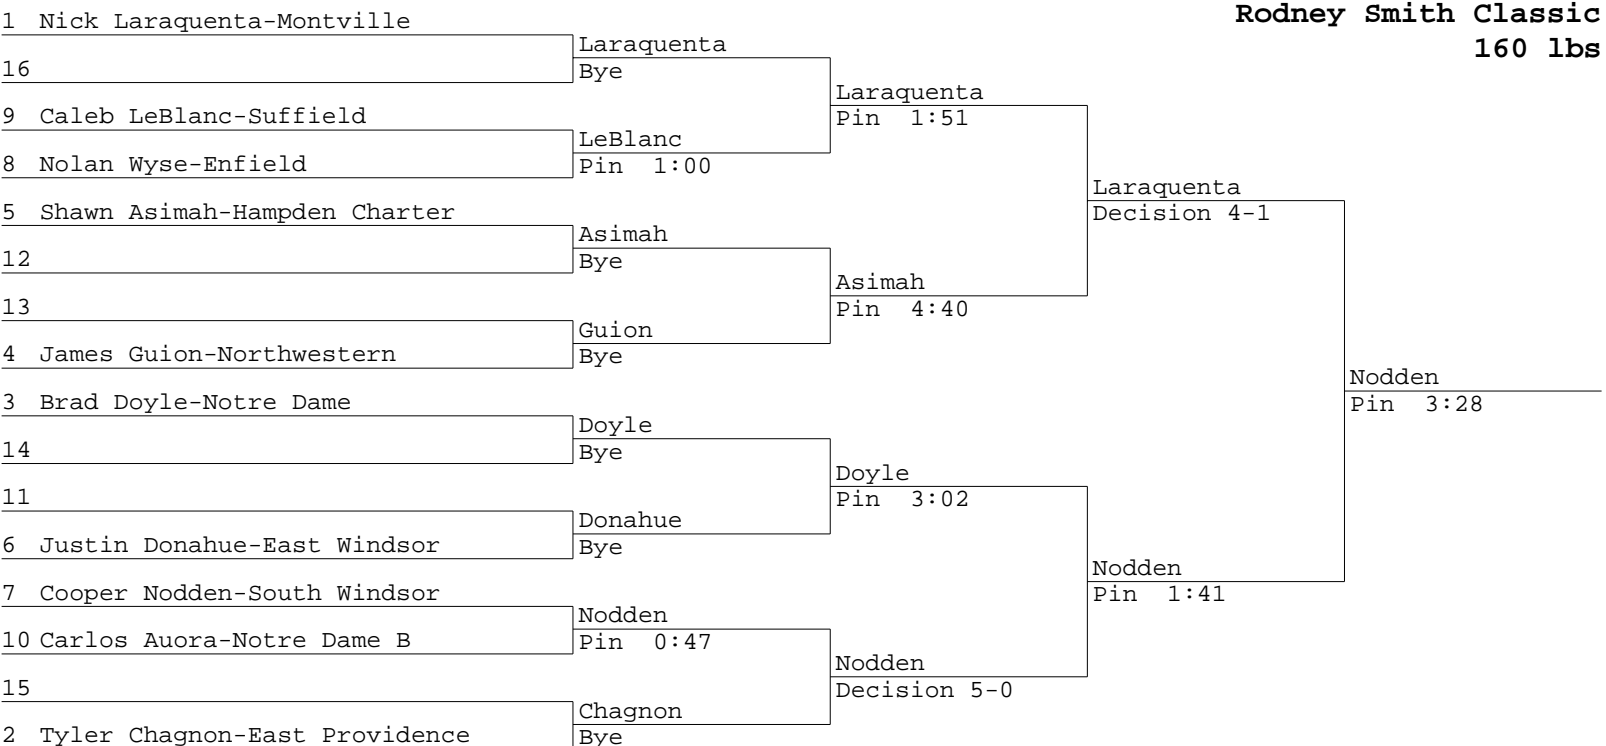 Rodney Smith Classic
160 lbs
1 Nick Laraquenta-Montville
16
9 Caleb LeBlanc-Suffield
8 Nolan Wyse-Enfield
5 Shawn Asimah-Hampden Charter
12
13
4 James Guion-Northwestern
3 Brad Doyle-Notre Dame
14
11
6 Justin Donahue-East Windsor
7 Cooper Nodden-South Windsor
10 Carlos Auora-Notre Dame B
15
2 Tyler Chagnon-East Providence
Laraquenta
Bye
LeBlanc
Pin 1:00
Asimah
Bye
Guion
Bye
Doyle
Bye
Donahue
Bye
Nodden
Pin 0:47
Chagnon
Bye
Laraquenta
Pin 1:51
Asimah
Pin 4:40
Doyle
Pin 3:02
Nodden
Decision 5-0
Laraquenta
Decision 4-1
Nodden
Pin 1:41
Nodden
Pin 3:28